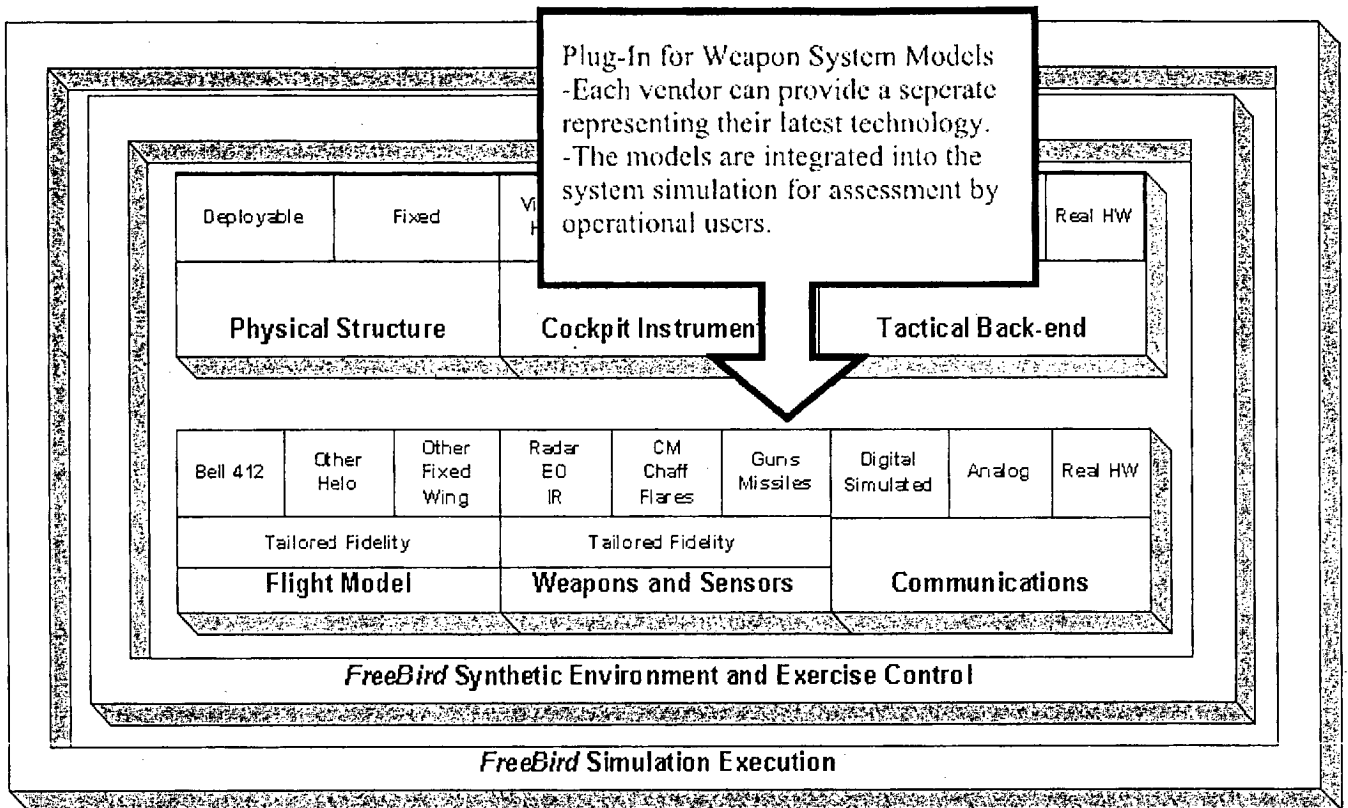 Plug-In for Weapon System Models
-Each vendor can provide a seperate
representing their latest technology.
-The models are integrated into the
system simulation for assessment by
operational users.
Deployable
Fixed
Real HW
Physical Structure
Cockpit Instrument
Tactical Back-end
Bell 412
Other
Helo
Other
Fixed
Wing
Radar
EO
IR
CM
Chaff
Flares
Guns
Missiles
Digital
Simulated
Analog
Real HW
Tailored Fidelity
Tailored Fidelity
Flight Model
Weapons and Sensors
Communications
FreeBird Synthetic Environment and Exercise Control
FreeBird Simulation Execution